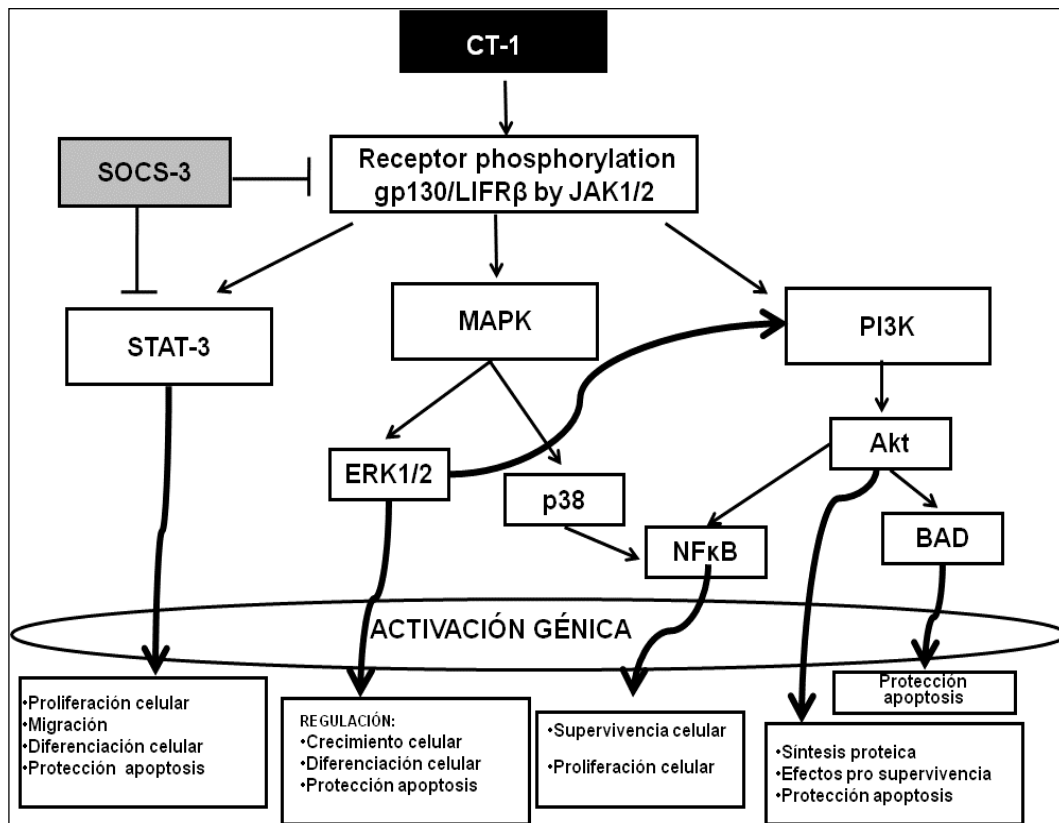 CT-1
SOCS-3
Receptor phosphorylation
gp130/LIFRβ by JAK1/2
STAT-3
MAPK
PI3K
ERK1/2
p38
Akt
NFκB
BAD
ACTIVACIÓN GÉNICA
•Proliferación celular
•Migración
•Diferenciación celular
•Protección apoptosis
REGULACIÓN:
•Crecimiento celular
•Diferenciación celular
•Protección apoptosis
•Supervivencia celular
•Proliferación celular
Protección
apoptosis
•Síntesis proteica
•Efectos pro supervivencia
•Protección apoptosis